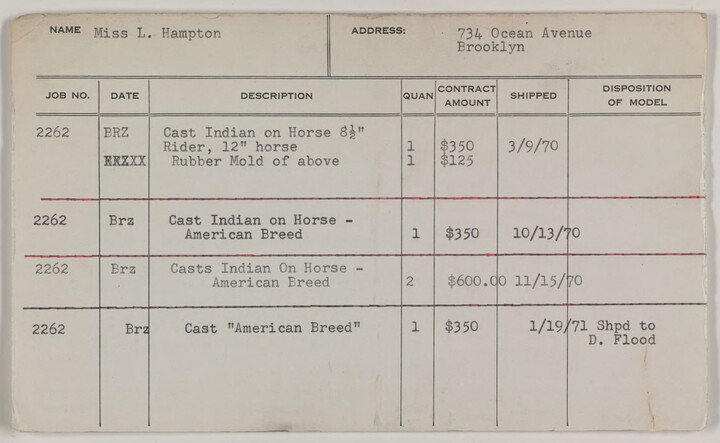 NAME Miss L. Hampton ADDRESS: 734 Ocean Avenue
Brooklyn
JOB NO. DATE DESCRIPTION QUAN CONTRACT AMOUNT SHIPPED DISPOSITION OF MODEL
2262 BRZ Cast Indian on Horse 8½"
Rider, 12" horse 1 $350 3/9/70
Rubber Mold of above 1 $125
2262 Brz Cast Indian on Horse -
American Breed 1 $350 10/13/70
2262 Brz Casts Indian On Horse -
American Breed 2 $600.00 11/15/70
2262 Brz Cast "American Breed" 1 $350 1/19/71 Shpd to
D. Flood